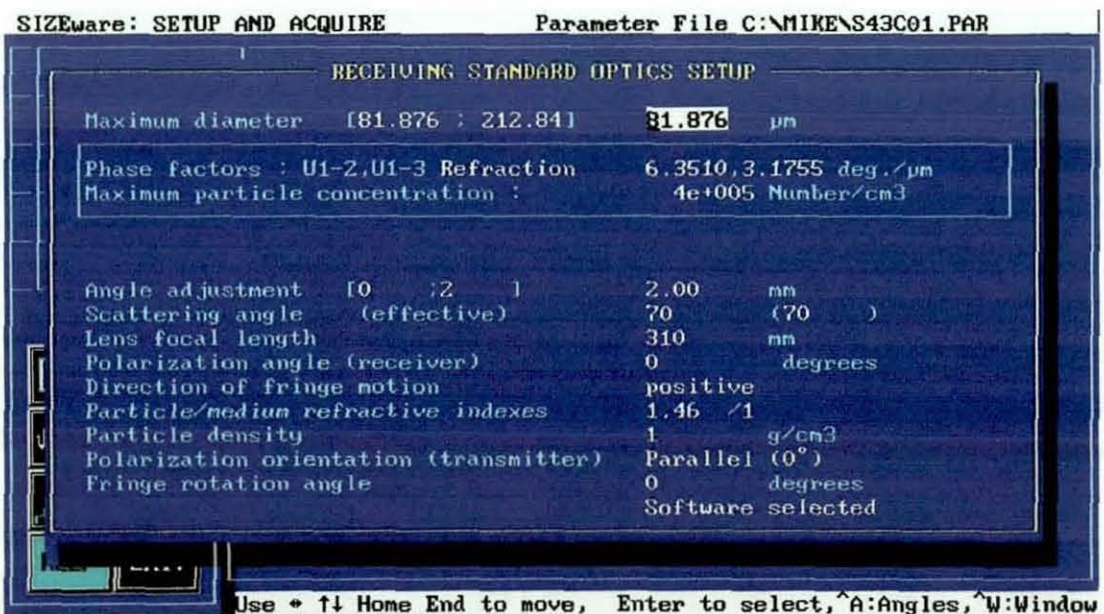 SIZEware: SETUP AND ACQUIRE Parameter File C:\MIKE\S43C01.PAR
RECEIVING STANDARD OPTICS SETUP
Maximum diameter [81.876 ; 212.84] 81.876 µm
Phase factors : U1-2,U1-3 Refraction 6.3510,3.1755 deg./µm
Maximum particle concentration : 4e+005 Number/cm3
Angle adjustment [0 ;2 ] 2.00 mm
Scattering angle (effective) 70 (70 )
Lens focal length 310 mm
Polarization angle (receiver) 0 degrees
Direction of fringe motion positive
Particle/medium refractive indexes 1.46 /1
Particle density 1 g/cm3
Polarization orientation (transmitter) Parallel (0°)
Fringe rotation angle 0 degrees
Software selected
Use ↔ ↑↓ Home End to move, Enter to select,^A:Angles,^W:Window